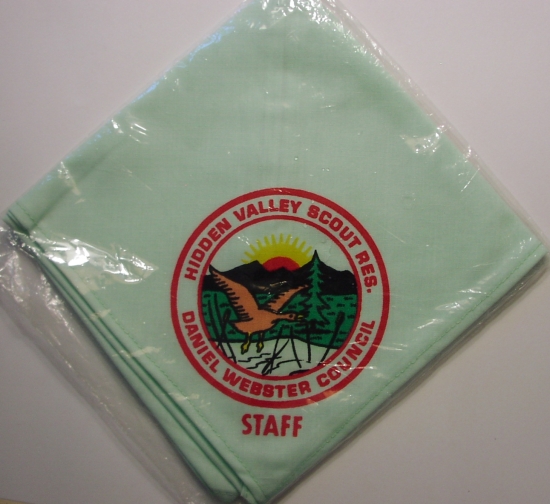 HIDDEN VALLEY SCOUT RES.
DANIEL WEBSTER COUNCIL
STAFF